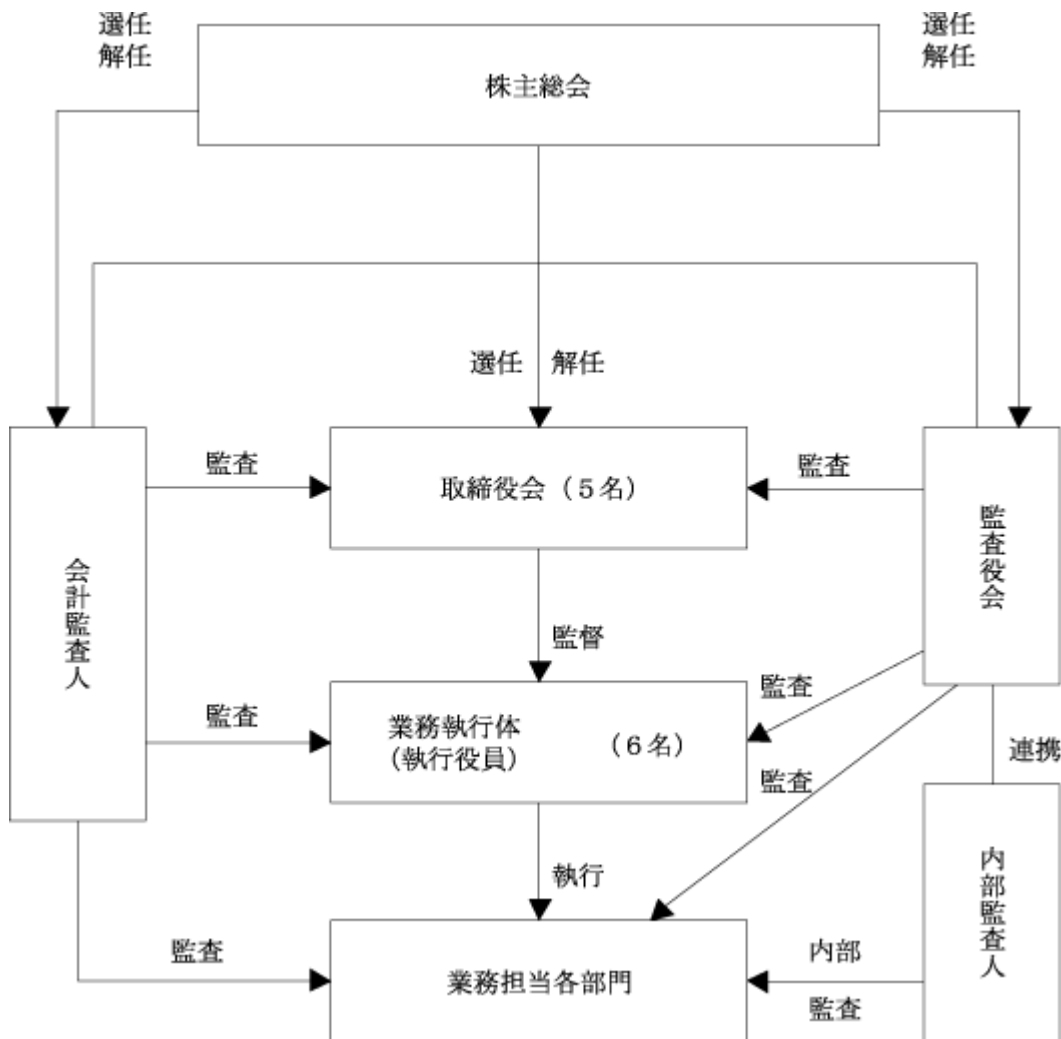 選任
解任
選任
解任
株主総会
選任 解任
監査
取締役会（５名）
監査
会計監査人
監査役会
監督
監査
監査
業務執行体
(執行役員)
（６名）
監査
連携
執行
内部監査人
監査
業務担当各部門
内部
監査